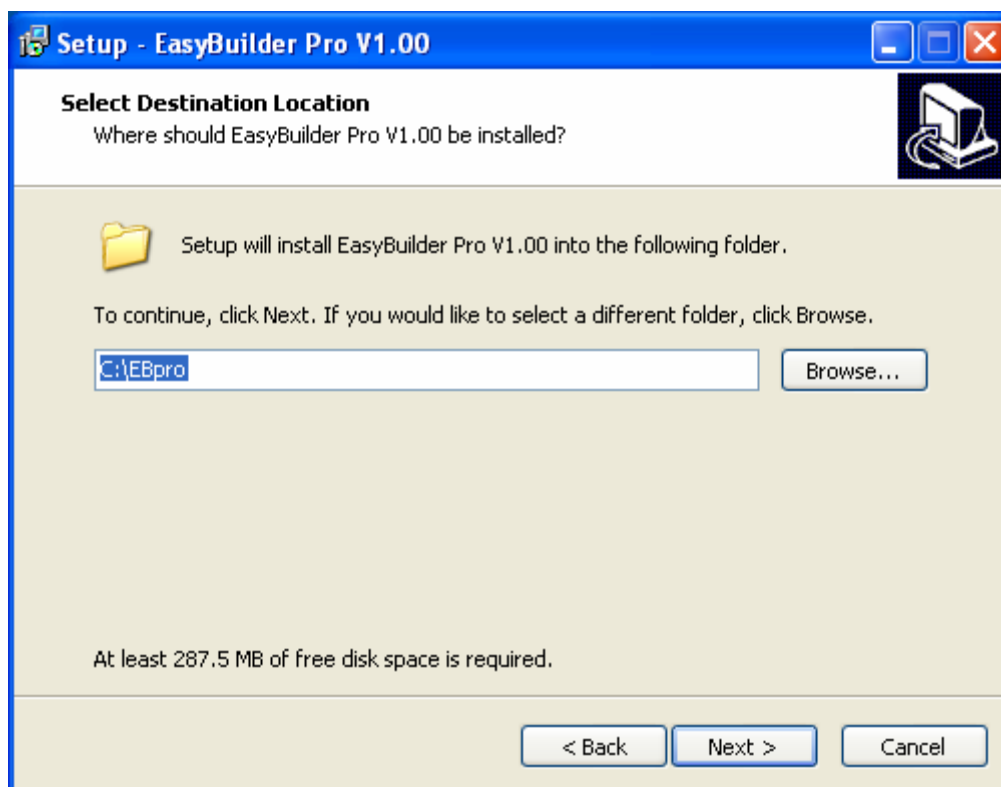 Setup - EasyBuilder Pro V1.00
Select Destination Location
Where should EasyBuilder Pro V1.00 be installed?
Setup will install EasyBuilder Pro V1.00 into the following folder.
To continue, click Next. If you would like to select a different folder, click Browse.
C:\EBpro
Browse...
At least 287.5 MB of free disk space is required.
< Back
Next >
Cancel